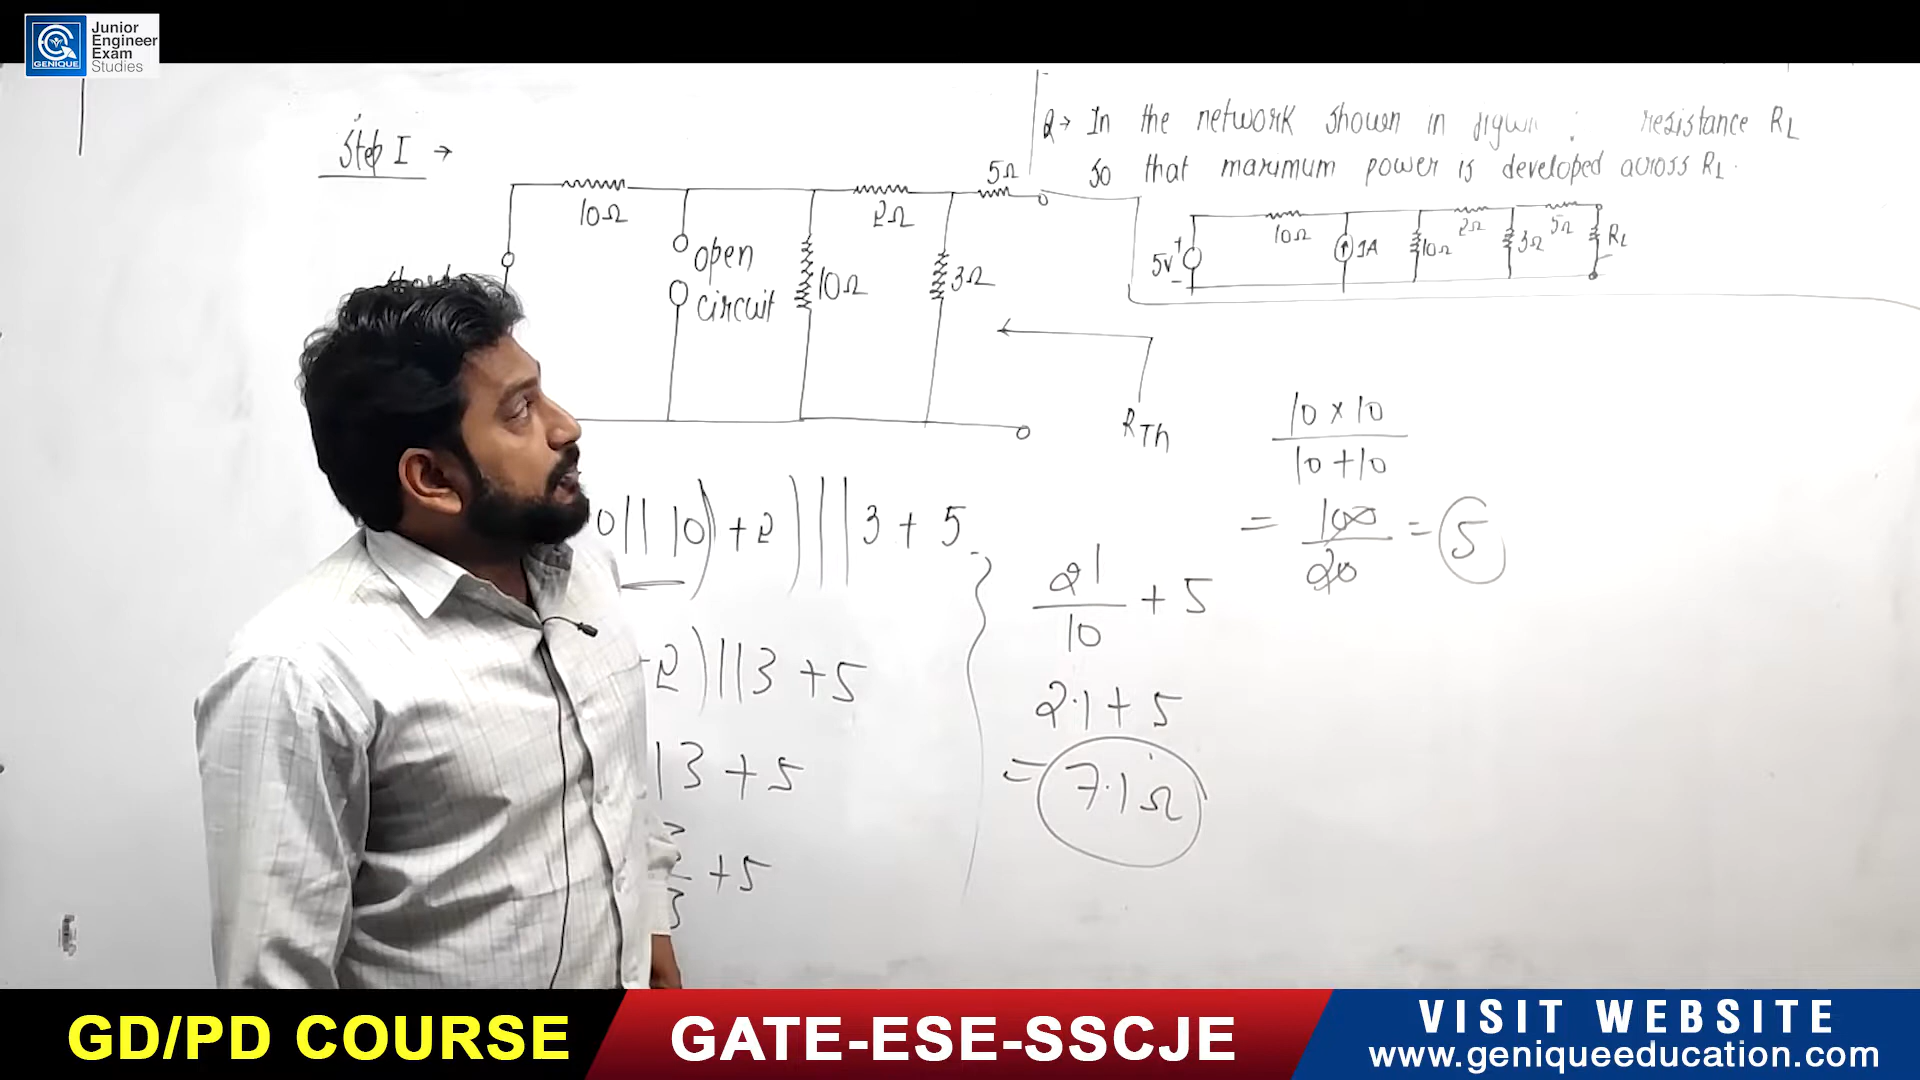 GENIQUE
Junior
Engineer
Exam
Studies
Step I →
Q→ In the network shown in : resistance RL
so that maximum power is developed across RL.
10Ω
2Ω
5Ω
open
circuit
10Ω
3Ω
RTh
5V
+
-
10Ω
1A
10Ω
2Ω
3Ω
5Ω
RL
10 × 10
10 + 10
= 100
20
= 5
0 || 10) + 2) || 3 + 5
2) || 3 + 5
| 3 + 5
+ 5
21
10
+ 5
2.1 + 5
= 7.1Ω
GD/PD COURSE
GATE-ESE-SSCJE
VISIT WEBSITE
www.geniqueeducation.com